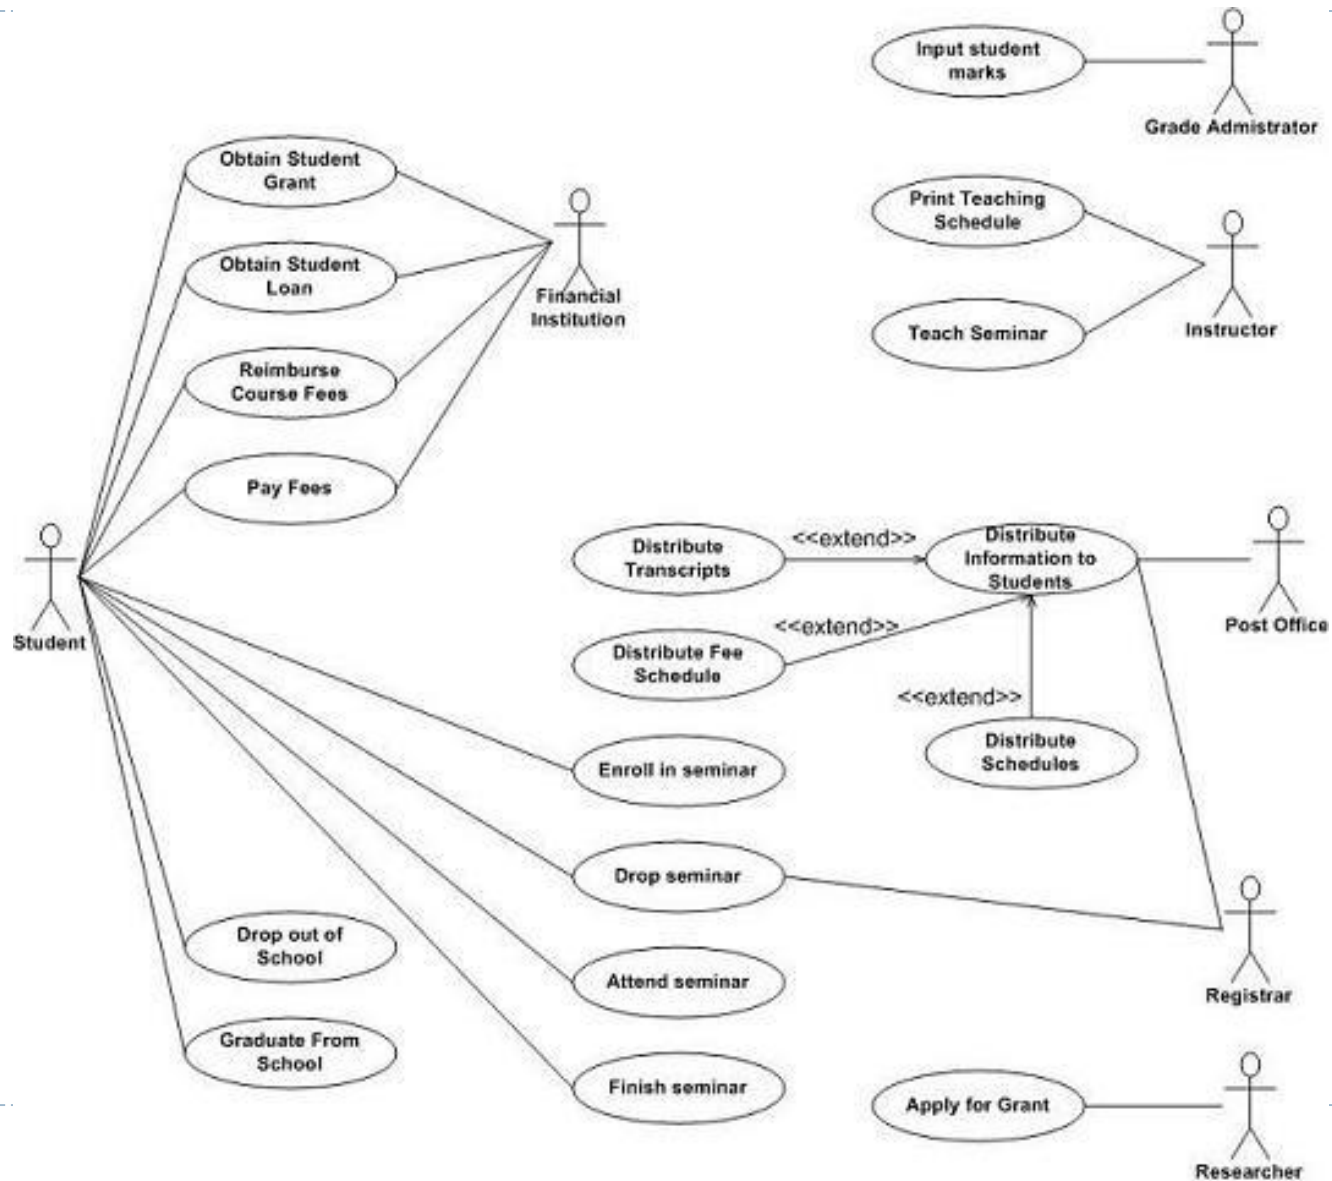 Input student
marks
Grade Admistrator
Obtain Student
Grant
Print Teaching
Schedule
Obtain Student
Loan
Financial
Institution
Teach Seminar
Instructor
Reimburse
Course Fees
Pay Fees
Student
Distribute
Transcripts
<<extend>>
Distribute
Information to
Students
Post Office
<<extend>>
Distribute Fee
Schedule
<<extend>>
Distribute
Schedules
Enroll in seminar
Drop seminar
Drop out of
School
Attend seminar
Registrar
Graduate From
School
Finish seminar
Apply for Grant
Researcher